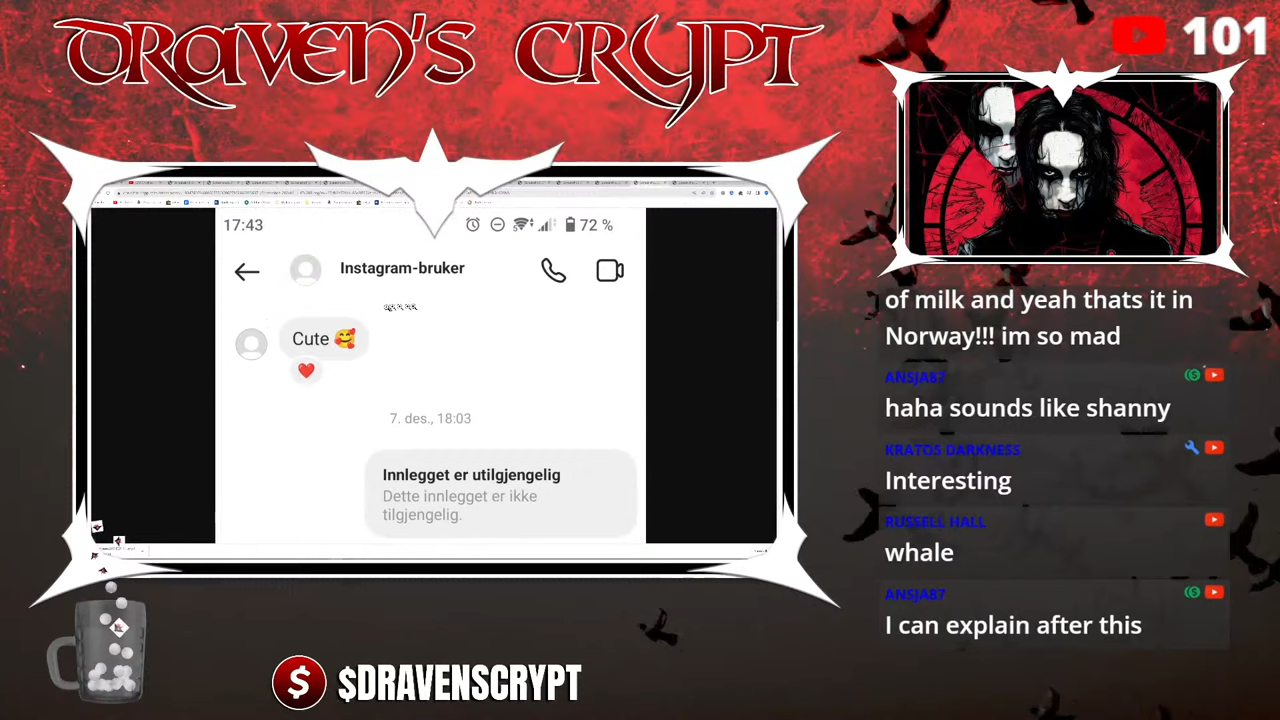 DRAVEN'S CRYPT
101
17:43
72 %
Instagram-bruker
Cute 🥰
❤️
7. des., 18:03
Innlegget er utilgjengelig
Dette innlegget er ikke
tilgjengelig.
of milk and yeah thats it in
Norway!!! im so mad
ANSJA87
haha sounds like shanny
KRATOS DARKNESS
Interesting
RUSSELL HALL
whale
ANSJA87
I can explain after this
$ $DRAVENSCRYPT